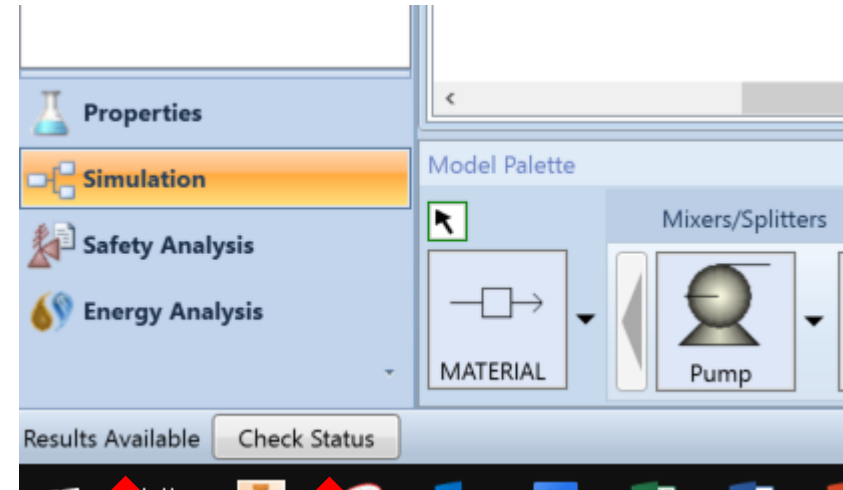 Properties
Simulation
Safety Analysis
Energy Analysis
Model Palette
Mixers/Splitters
MATERIAL
Pump
Results Available
Check Status